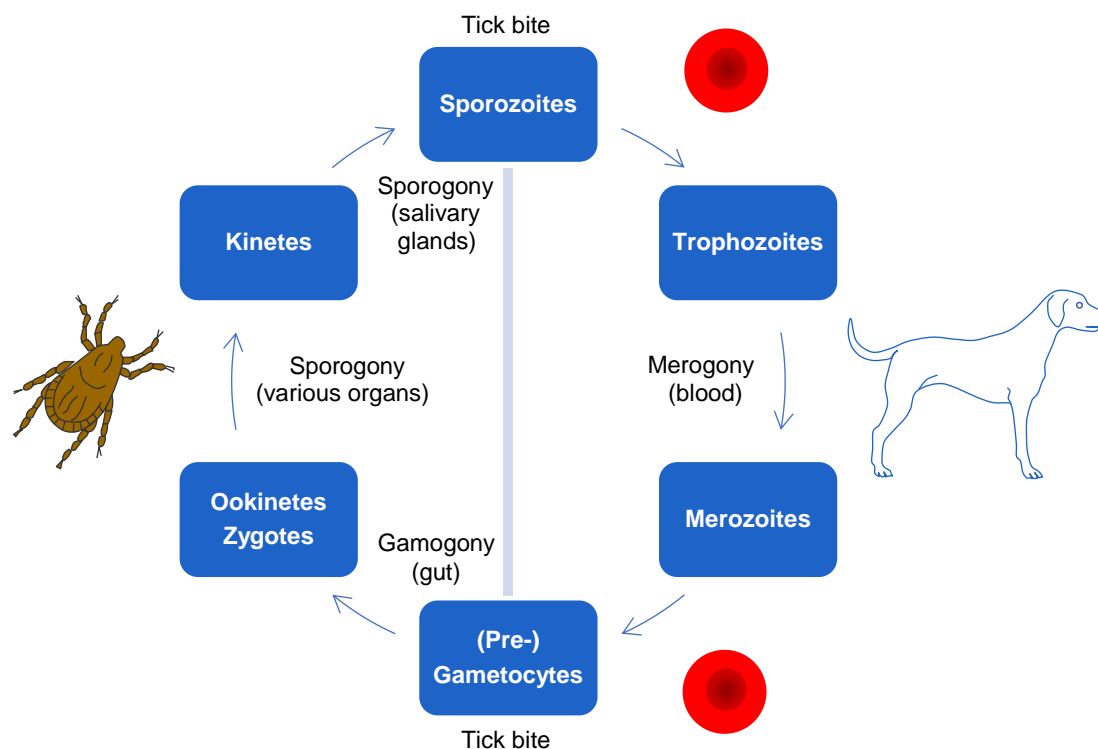 Tick bite
Sporozoites
Sporogony
(salivary
glands)
Kinetes
Trophozoites
Sporogony
(various organs)
Merogony
(blood)
Ookinetes
Zygotes
Merozoites
Gamogony
(gut)
(Pre-)
Gametocytes
Tick bite